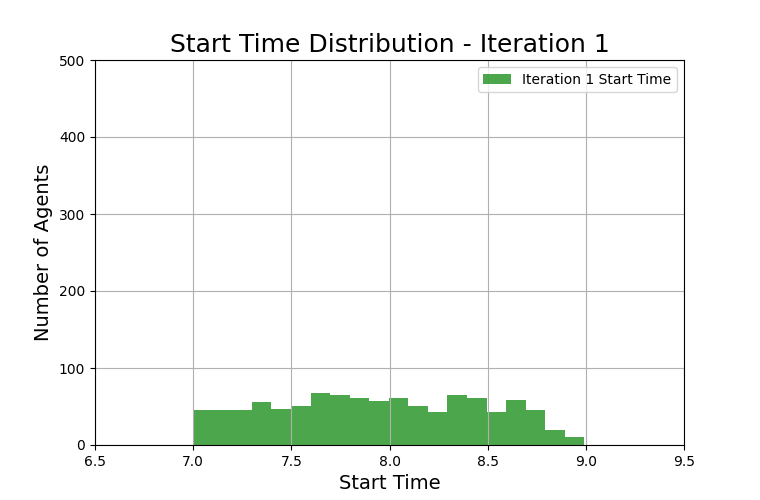 Start Time Distribution - Iteration 1
Iteration 1 Start Time
Number of Agents
500
400
300
200
100
0
6.5 7.0 7.5 8.0 8.5 9.0 9.5
Start Time